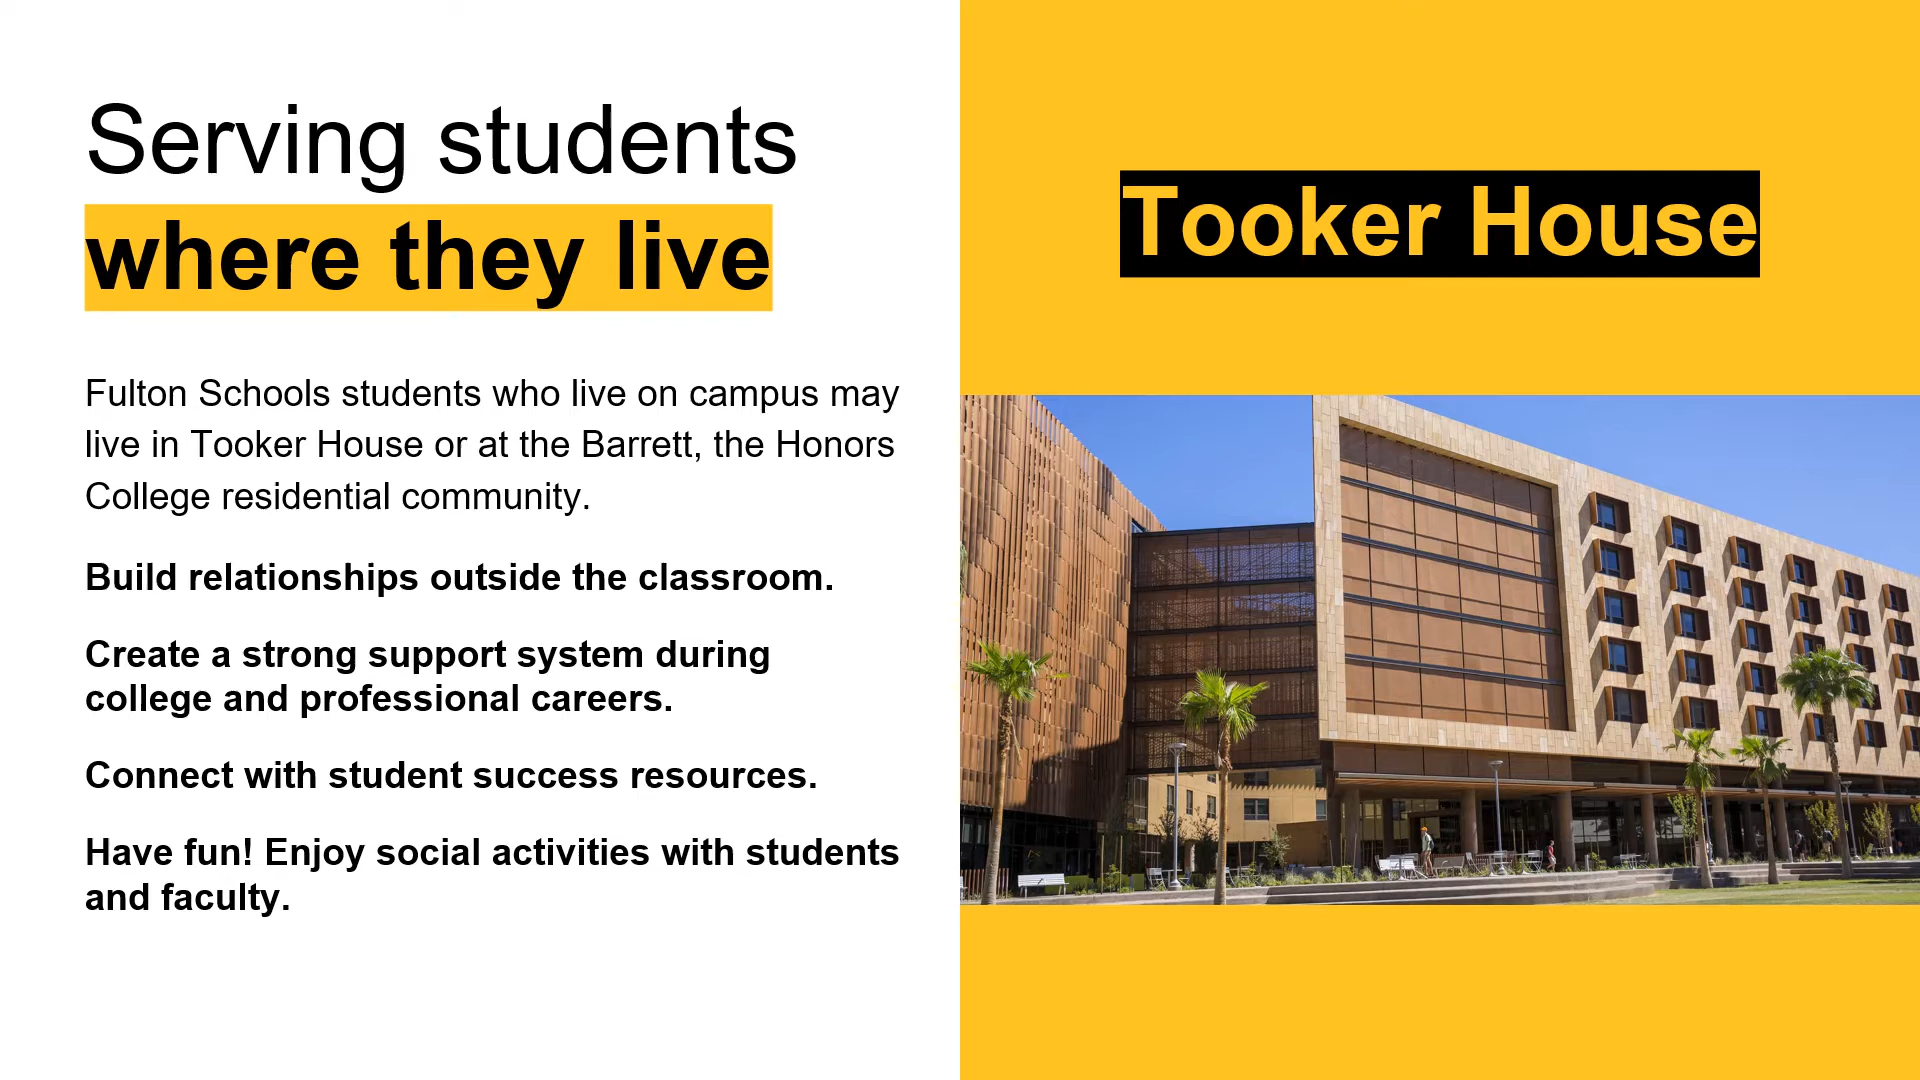 Serving students
where they live
Fulton Schools students who live on campus may
live in Tooker House or at the Barrett, the Honors
College residential community.
Build relationships outside the classroom.
Create a strong support system during
college and professional careers.
Connect with student success resources.
Have fun! Enjoy social activities with students
and faculty.
Tooker House